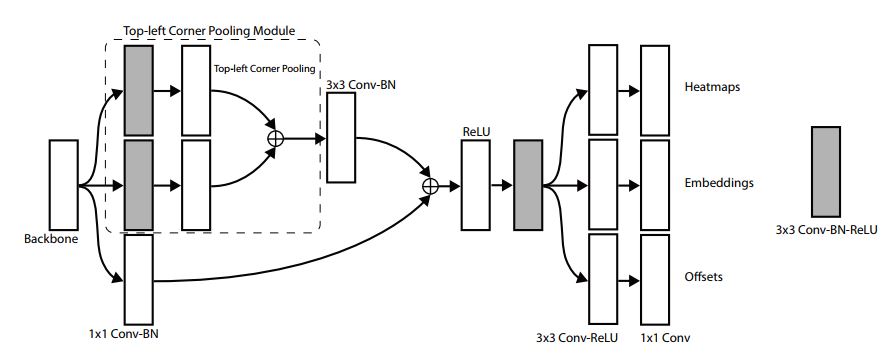 Top-left Corner Pooling Module
Top-left Corner Pooling
3x3 Conv-BN
Backbone
1x1 Conv-BN
ReLU
Heatmaps
Embeddings
Offsets
3x3 Conv-ReLU
1x1 Conv
3x3 Conv-BN-ReLU